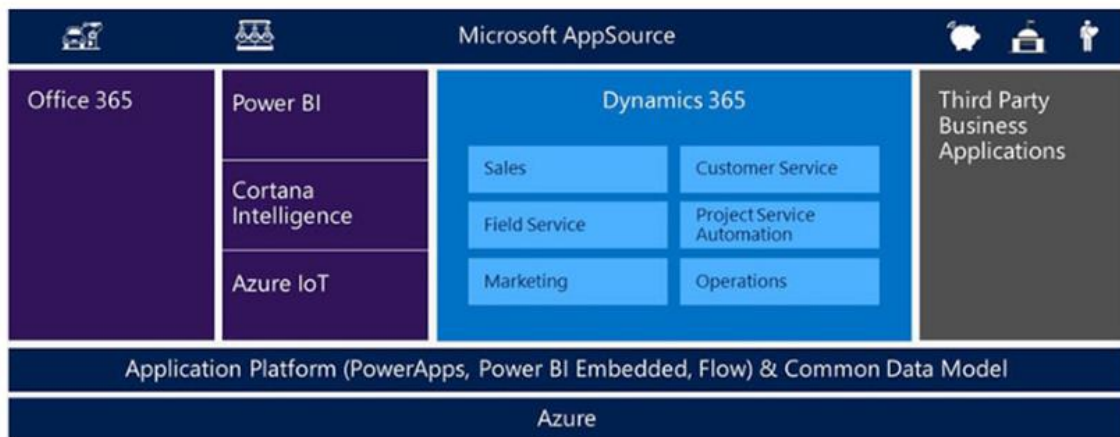 Microsoft AppSource
Office 365
Power BI
Cortana
Intelligence
Azure IoT
Dynamics 365
Sales
Customer Service
Field Service
Project Service
Automation
Marketing
Operations
Third Party
Business
Applications
Application Platform (PowerApps, Power BI Embedded, Flow) & Common Data Model
Azure